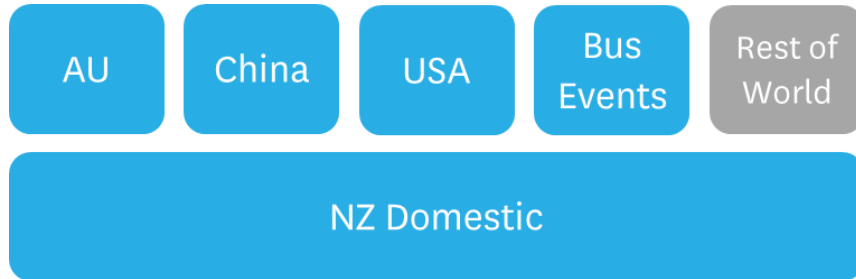 AU
China
USA
Bus
Events
Rest of
World
NZ Domestic